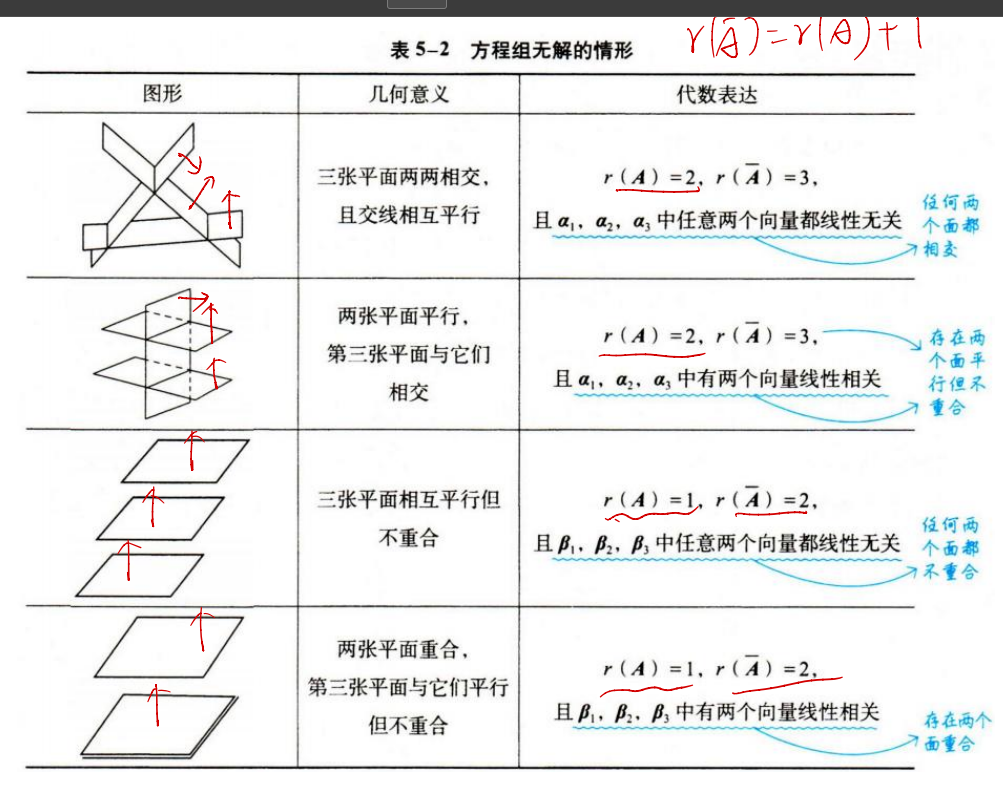 r(Ā)=r(A)+1
表 5-2 方程组无解的情形
图形
几何意义
代数表达
三张平面两两相交，
且交线相互平行
r（A）=2，r（Ā）=3，
且 α₁，α₂，α₃ 中任意两个向量都线性无关
任何两
个面都
相交
两张平面平行，
第三张平面与它们
相交
r（A）=2，r（Ā）=3，
且 α₁，α₂，α₃ 中有两个向量线性相关
存在两
个面平
行但不
重合
三张平面相互平行但
不重合
r（A）=1，r（Ā）=2，
且 β₁，β₂，β₃ 中任意两个向量都线性无关
任何两
个面都
不重合
两张平面重合，
第三张平面与它们平行
但不重合
r（A）=1，r（Ā）=2，
且 β₁，β₂，β₃ 中有两个向量线性相关
存在两个
面重合